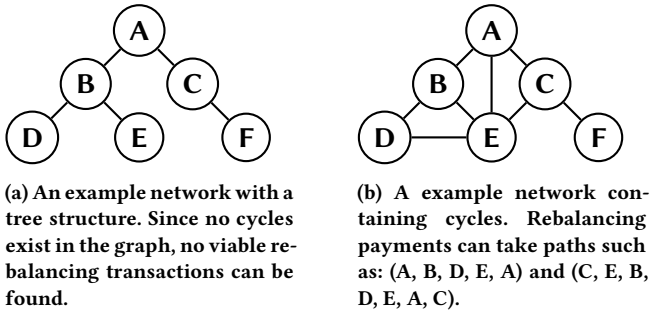 A
B
C
D
E
F
(a) An example network with a
tree structure. Since no cycles
exist in the graph, no viable re-
balancing transactions can be
found.
A
B
C
D
E
F
(b) A example network con-
taining cycles. Rebalancing
payments can take paths such
as: (A, B, D, E, A) and (C, E, B,
D, E, A, C).